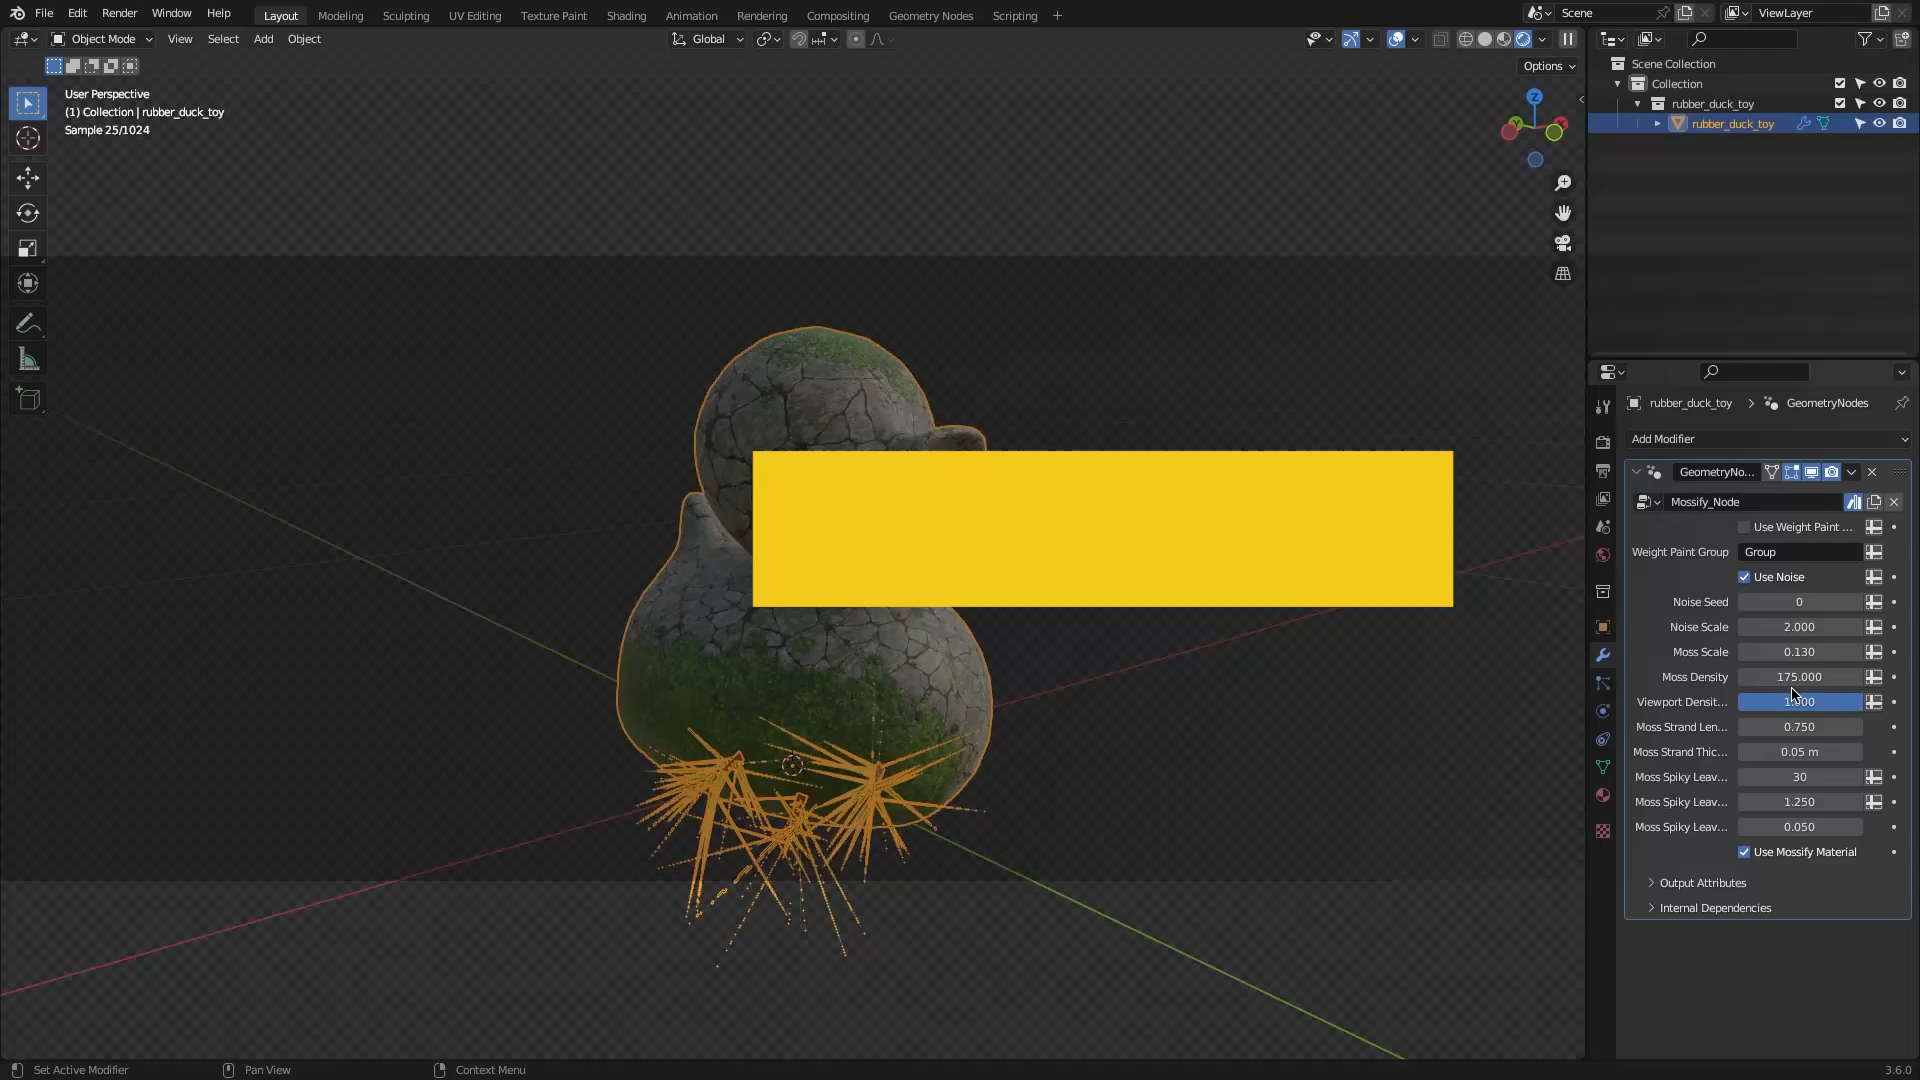 File Edit Render Window Help Layout Modeling Sculpting UV Editing Texture Paint Shading Animation Rendering Compositing Geometry Nodes Scripting + Scene ViewLayer
Object Mode View Select Add Object Global
Options
User Perspective
(1) Collection | rubber_duck_toy
Sample 25/1024
Z
Y
X
Scene Collection
Collection
rubber_duck_toy
rubber_duck_toy
rubber_duck_toy > GeometryNodes
Add Modifier
GeometryNo...
Mossify_Node
Use Weight Paint ...
Weight Paint Group Group
Use Noise
Noise Seed 0
Noise Scale 2.000
Moss Scale 0.130
Moss Density 175.000
Viewport Densit... 1.000
Moss Strand Len... 0.750
Moss Strand Thic... 0.05 m
Moss Spiky Leav... 30
Moss Spiky Leav... 1.250
Moss Spiky Leav... 0.050
Use Mossify Material
Output Attributes
Internal Dependencies
Set Active Modifier Pan View Context Menu 3.6.0